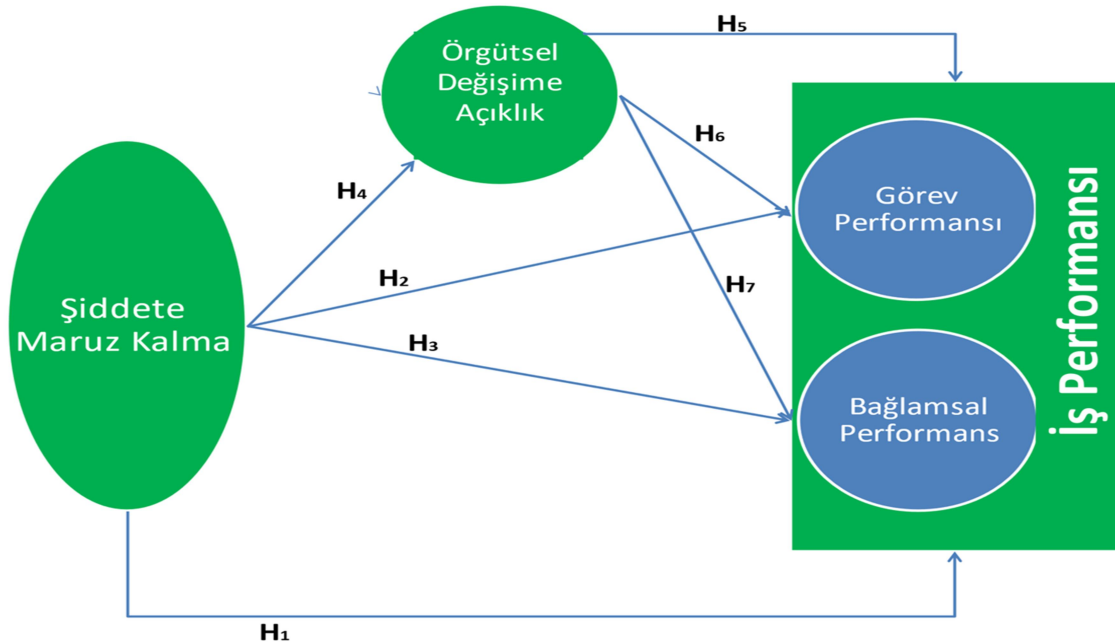 H₅
Örgütsel
Değişime
Açıklık
H₆
H₄
Görev
Performansı
H₂
H₇
Şiddete
Maruz Kalma
H₃
Bağlamsal
Performans
İş Performansı
H₁